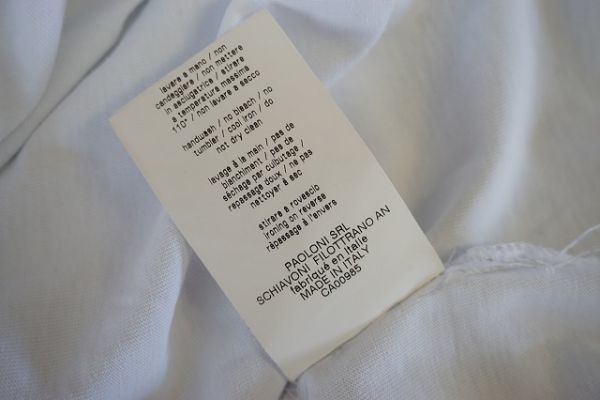 lavare a mano / non
candeggiare / non mettere
in asciugatrice / stirare
a temperatura massima
110° / non lavare a secco
handwash / no bleach / no
tumbler / cool iron / do
not dry clean
lavage à la main / pas de
blanchiment / pas de
séchage par culbutage /
repassage doux / ne pas
nettoyer à sec
stirare a rovescio
ironing on reverse
répassage à l'envers
PAOLONI SRL
SCHIAVONI FILOTTRANO AN
fabriqué en Italie
MADE IN ITALY
CA00985